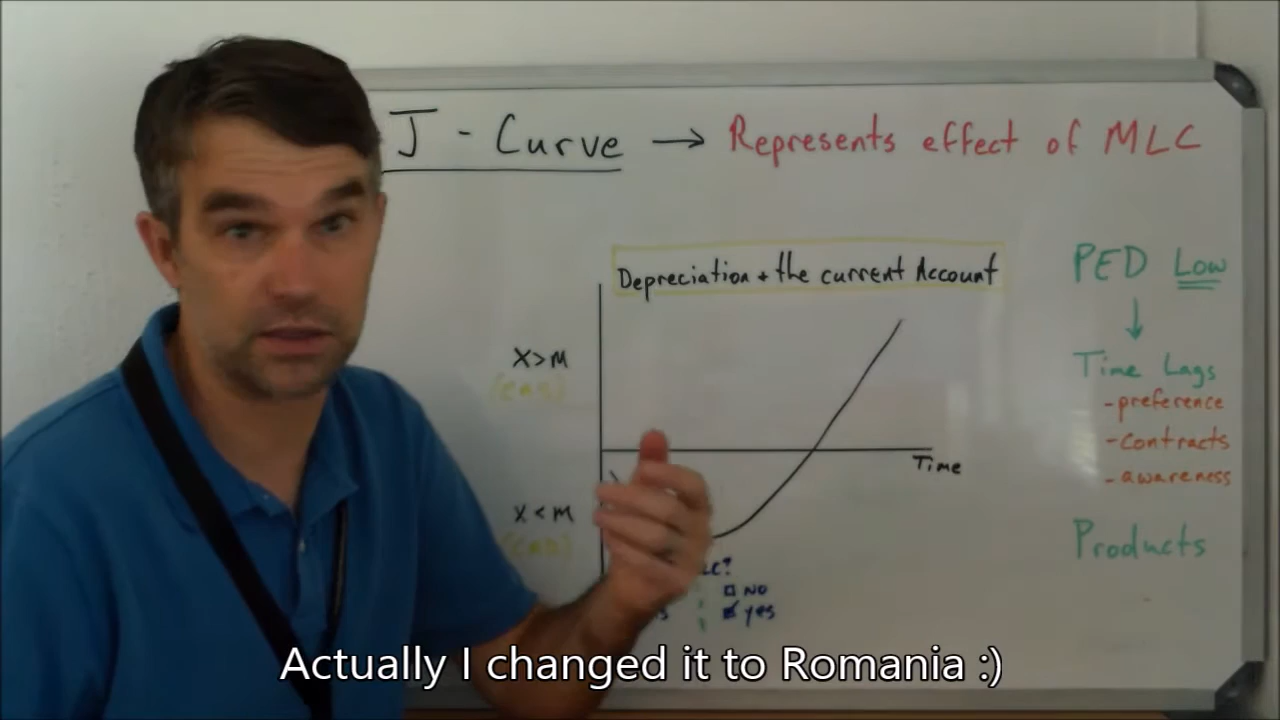 J - Curve → Represents effect of MLC
Depreciation + the current Account
PED Low
↓
Time Lags
- preference
- contracts
- awareness
Products
X>M
X<M
Time
NO
yes
Actually I changed it to Romania :)